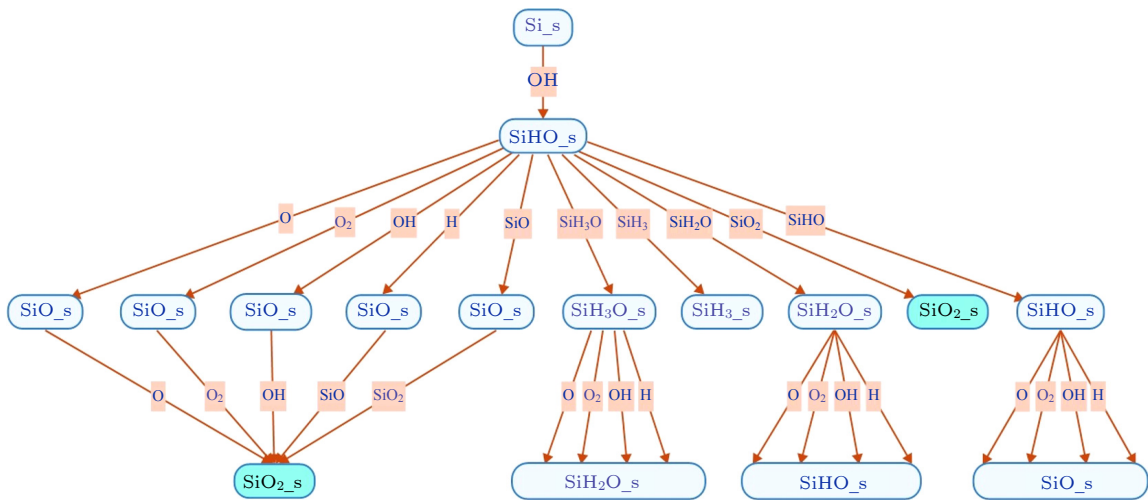 Si_s
OH
SiHO_s
O O₂ OH H SiO SiH₃O SiH₃ SiH₂O SiO₂ SiHO
SiO_s SiO_s SiO_s SiO_s SiO_s SiH₃O_s SiH₃_s SiH₂O_s SiO₂_s SiHO_s
O O₂ OH SiO SiO₂ O O₂ OH H O O₂ OH H O O₂ OH H
SiO₂_s SiH₂O_s SiHO_s SiO_s